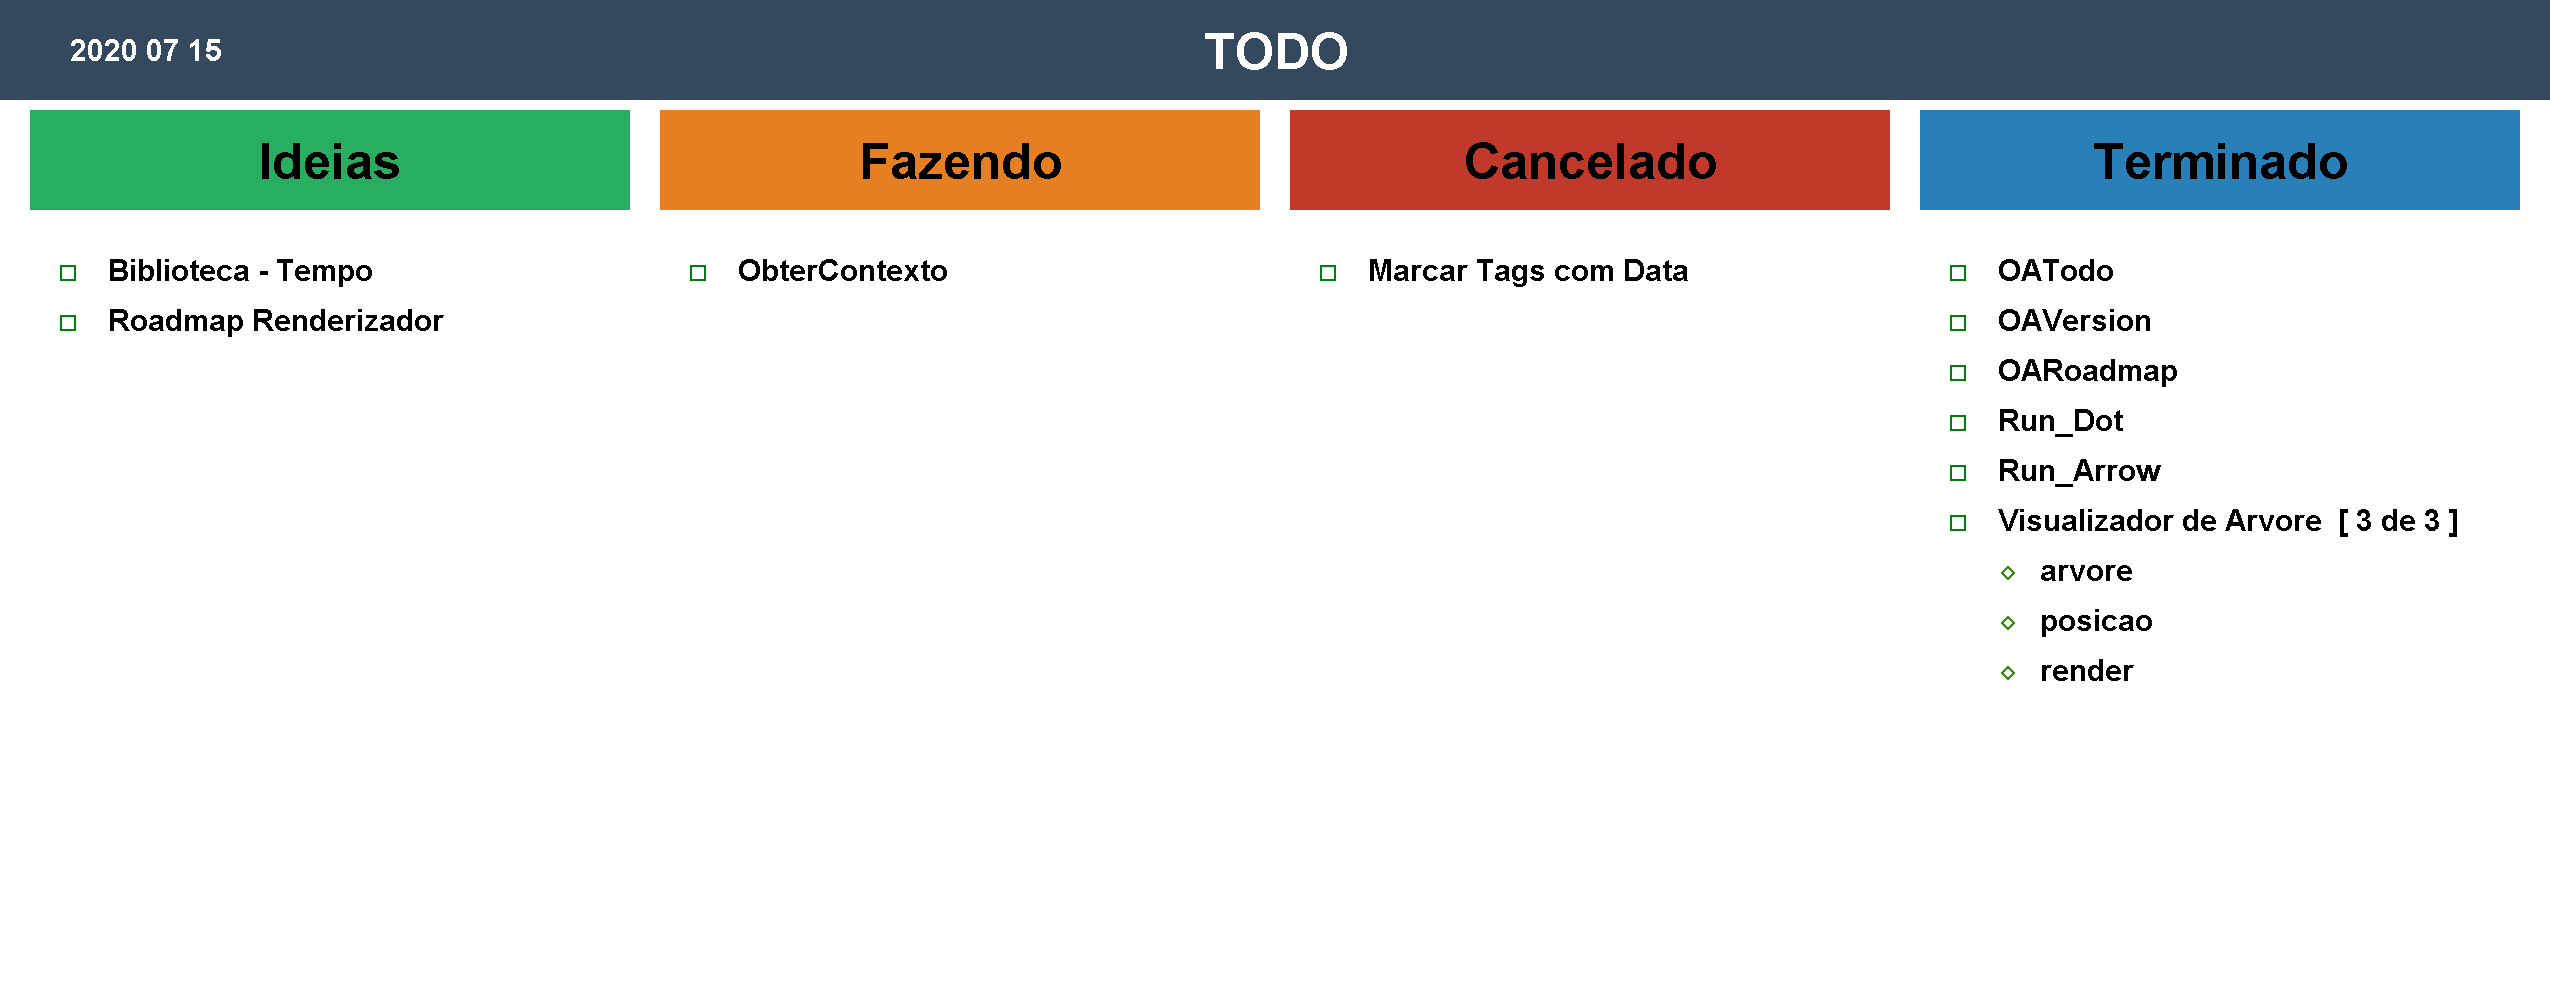 2020 07 15
TODO
Ideias
Biblioteca - Tempo
Roadmap Renderizador
Fazendo
ObterContexto
Cancelado
Marcar Tags com Data
Terminado
OATodo
OAVersion
OARoadmap
Run_Dot
Run_Arrow
Visualizador de Arvore [ 3 de 3 ]
arvore
posicao
render